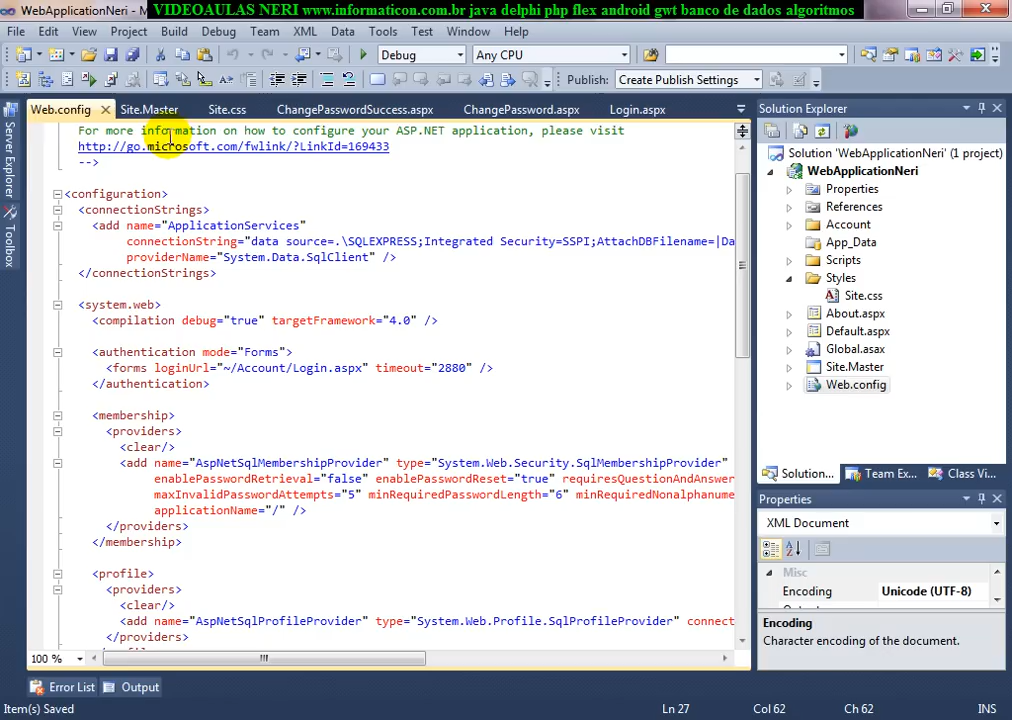 WebApplicationNeri -
VIDEOAULAS NERI www.informaticon.com.br java delphi php flex android gwt banco de dados algoritmos
File Edit View Project Build Debug Team XML Data Tools Test Window Help
Debug Any CPU
Publish: Create Publish Settings
Web.config Site.Master Site.css ChangePasswordSuccess.aspx ChangePassword.aspx Login.aspx
Server Explorer
Toolbox
For more information on how to configure your ASP.NET application, please visit
http://go.microsoft.com/fwlink/?LinkId=169433
-->
<configuration>
<connectionStrings>
<add name="ApplicationServices"
connectionString="data source=.\SQLEXPRESS;Integrated Security=SSPI;AttachDBFilename=|Da
providerName="System.Data.SqlClient" />
</connectionStrings>
<system.web>
<compilation debug="true" targetFramework="4.0" />
<authentication mode="Forms">
<forms loginUrl="~/Account/Login.aspx" timeout="2880" />
</authentication>
<membership>
<providers>
<clear/>
<add name="AspNetSqlMembershipProvider" type="System.Web.Security.SqlMembershipProvider"
enablePasswordRetrieval="false" enablePasswordReset="true" requiresQuestionAndAnswer
maxInvalidPasswordAttempts="5" minRequiredPasswordLength="6" minRequiredNonalphanume
applicationName="/" />
</providers>
</membership>
<profile>
<providers>
<clear/>
<add name="AspNetSqlProfileProvider" type="System.Web.Profile.SqlProfileProvider" connect
</providers>
100 %
Solution Explorer
Solution 'WebApplicationNeri' (1 project)
WebApplicationNeri
Properties
References
Account
App_Data
Scripts
Styles
Site.css
About.aspx
Default.aspx
Global.asax
Site.Master
Web.config
Solution... Team Ex... Class Vi...
Properties
XML Document
Misc
Encoding Unicode (UTF-8)
Encoding
Character encoding of the document.
Error List Output
Item(s) Saved Ln 27 Col 62 Ch 62 INS